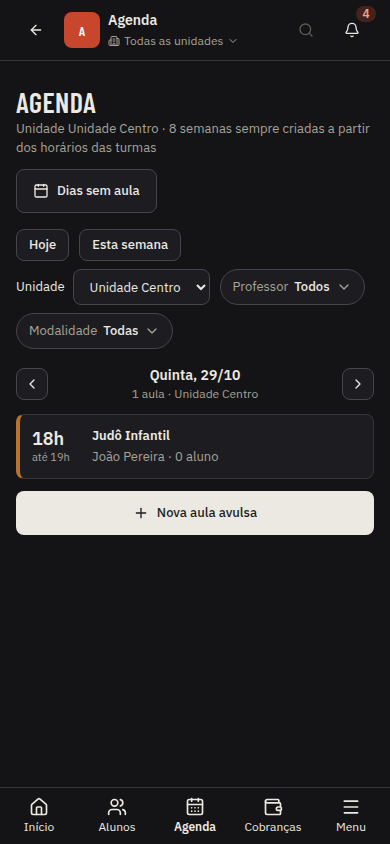 A
Agenda
Todas as unidades
4
AGENDA
Unidade Unidade Centro · 8 semanas sempre criadas a partir
dos horários das turmas
Dias sem aula
Hoje
Esta semana
Unidade
Unidade Centro
Professor Todos
Modalidade Todas
Quinta, 29/10
1 aula · Unidade Centro
18h
até 19h
Judô Infantil
João Pereira · 0 aluno
Nova aula avulsa
Início
Alunos
Agenda
Cobranças
Menu